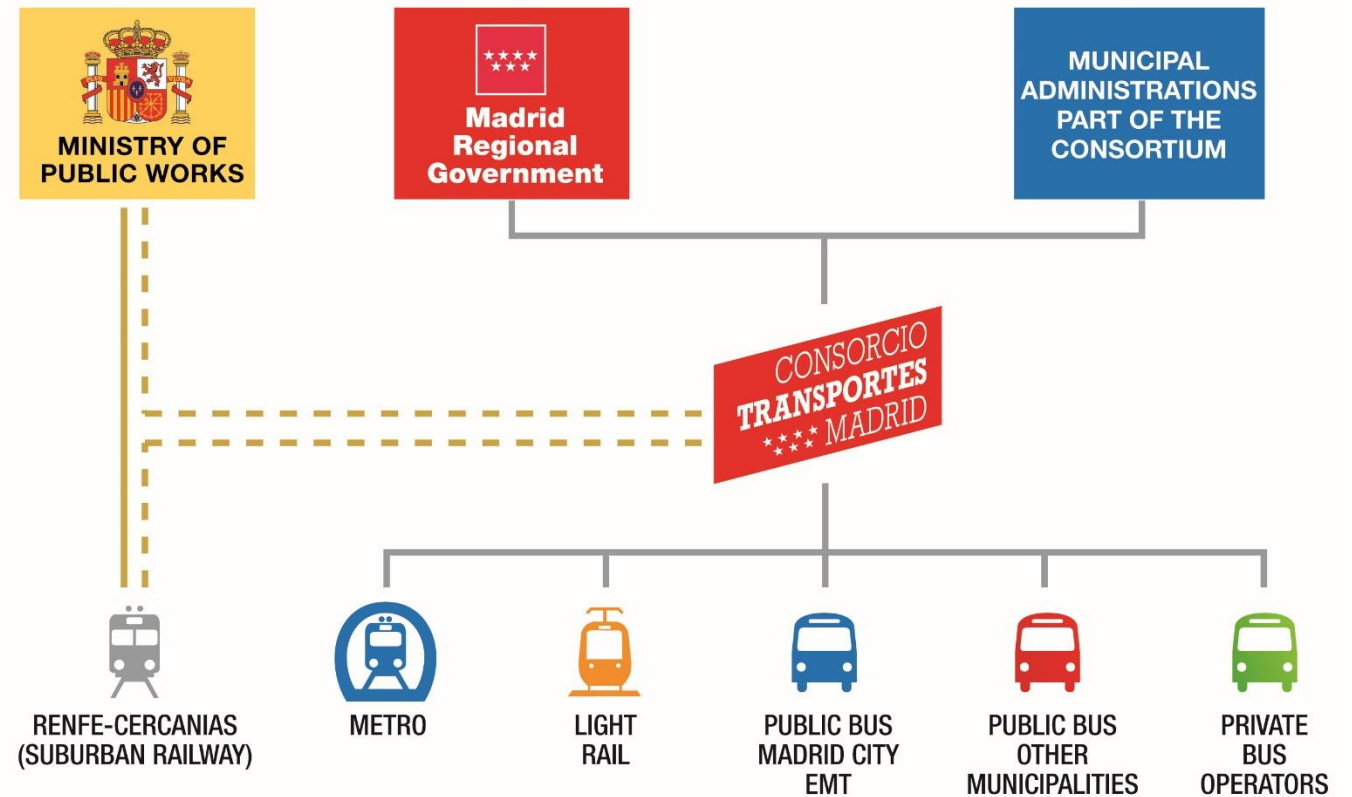 MINISTRY OF
PUBLIC WORKS
Madrid
Regional
Government
MUNICIPAL
ADMINISTRATIONS
PART OF THE
CONSORTIUM
CONSORCIO
TRANSPORTES
MADRID
RENFE-CERCANIAS
(SUBURBAN RAILWAY)
METRO
LIGHT
RAIL
PUBLIC BUS
MADRID CITY
EMT
PUBLIC BUS
OTHER
MUNICIPALITIES
PRIVATE
BUS
OPERATORS